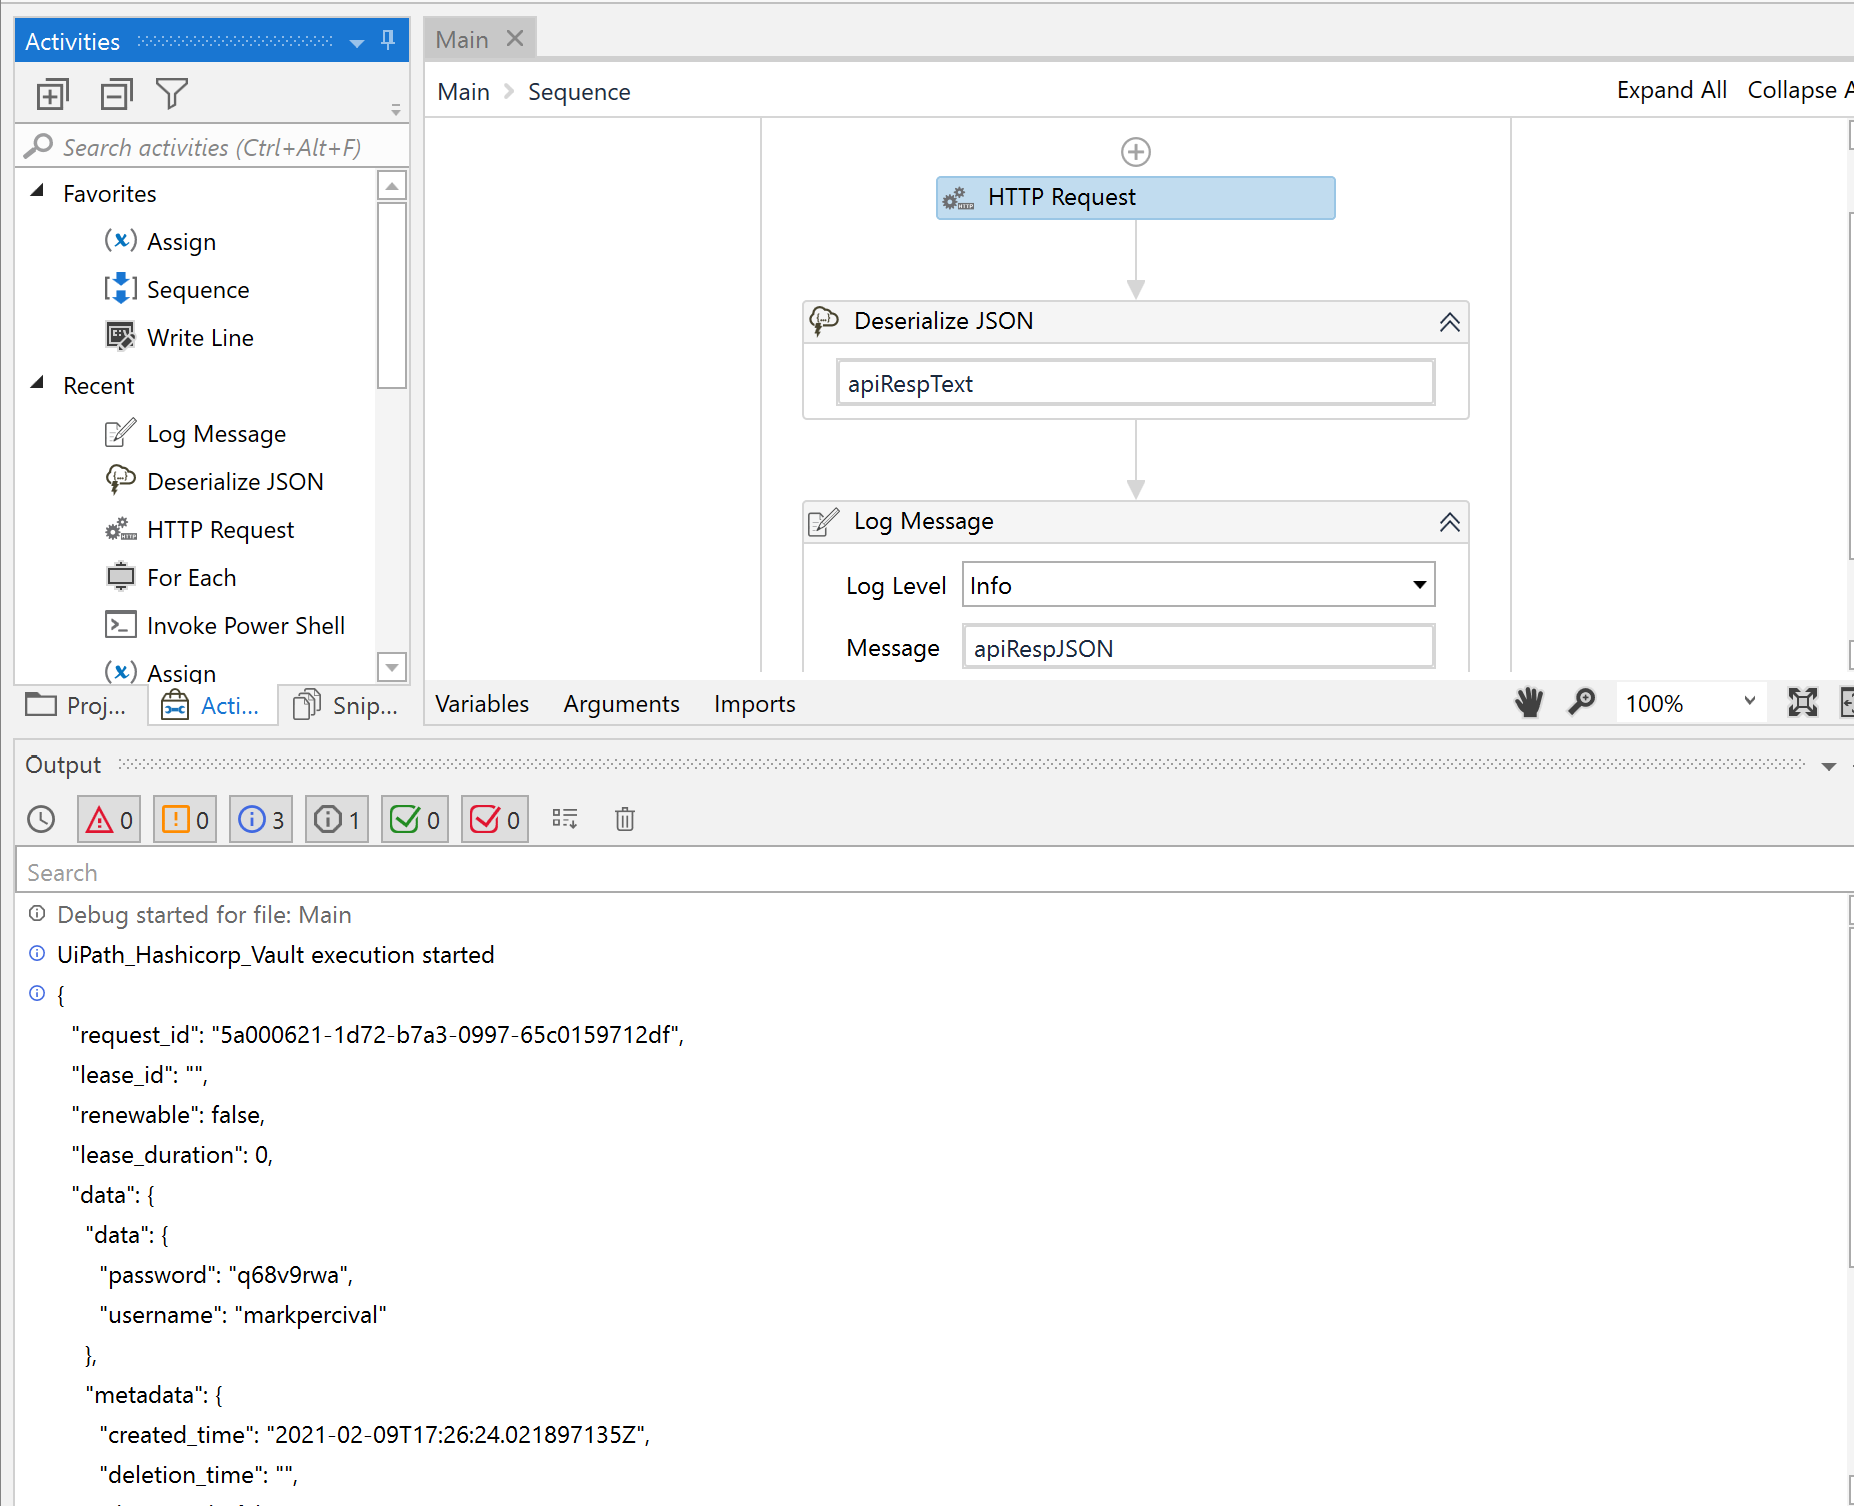 Activities
Search activities (Ctrl+Alt+F)
Favorites
Assign
Sequence
Write Line
Recent
Log Message
Deserialize JSON
HTTP Request
For Each
Invoke Power Shell
Assign
Proj...
Acti...
Snip...
Main
Main > Sequence
Expand All
Collapse A
HTTP Request
Deserialize JSON
apiRespText
Log Message
Log Level
Info
Message
apiRespJSON
Variables
Arguments
Imports
100%
Output
0
0
3
1
0
0
Search
Debug started for file: Main
UiPath_Hashicorp_Vault execution started
{
"request_id": "5a000621-1d72-b7a3-0997-65c0159712df",
"lease_id": "",
"renewable": false,
"lease_duration": 0,
"data": {
"data": {
"password": "q68v9rwa",
"username": "markpercival"
},
"metadata": {
"created_time": "2021-02-09T17:26:24.021897135Z",
"deletion_time": "",